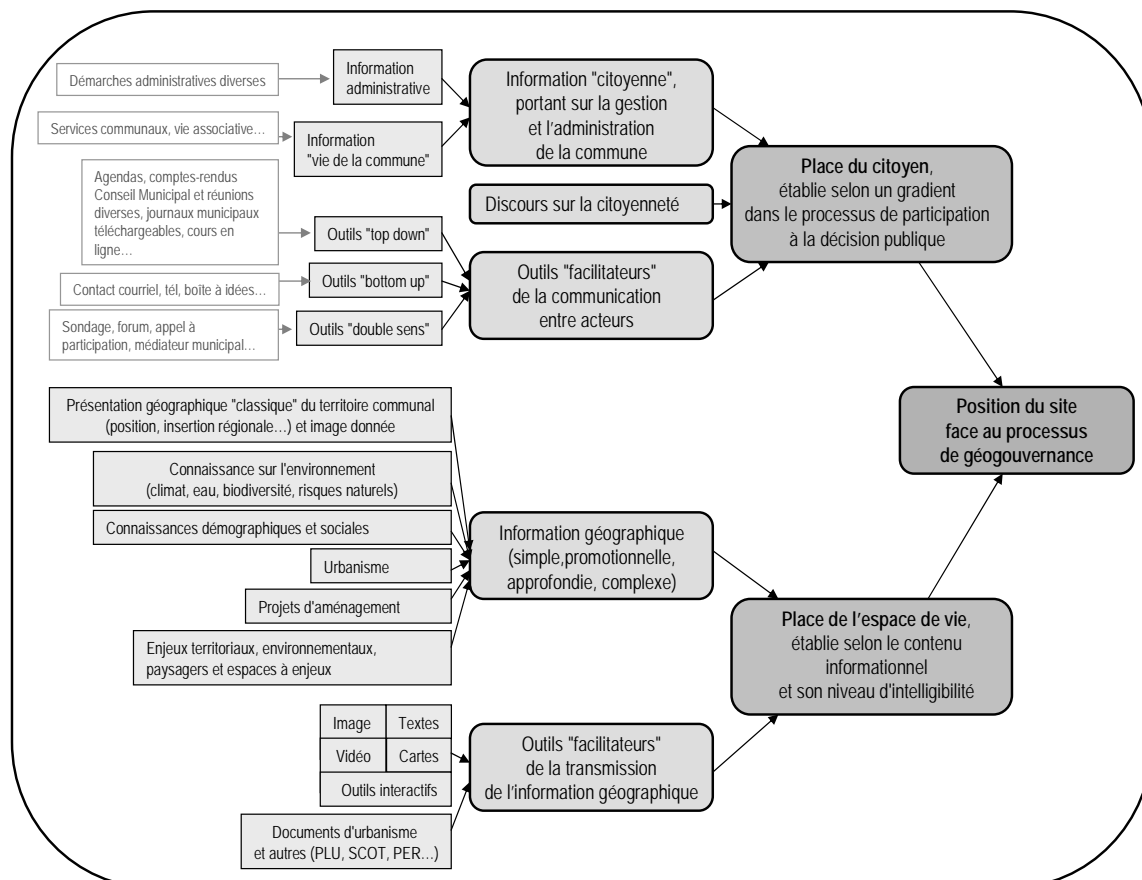 Démarches administratives diverses
Information
administrative
Services communaux, vie associative…
Information
"vie de la commune"
Information "citoyenne",
portant sur la gestion
et l'administration
de la commune
Agendas, comptes-rendus
Conseil Municipal et réunions
diverses, journaux municipaux
téléchargeables, cours en
ligne…
Discours sur la citoyenneté
Place du citoyen,
établie selon un gradient
dans le processus de participation
à la décision publique
Outils "top down"
Contact courriel, tél, boîte à idées…
Outils "bottom up"
Sondage, forum, appel à
participation, médiateur municipal…
Outils "double sens"
Outils "facilitateurs"
de la communication
entre acteurs
Position du site
face au processus
de géogouvernance
Présentation géographique "classique" du territoire communal
(position, insertion régionale…) et image donnée
Connaissance sur l'environnement
(climat, eau, biodiversité, risques naturels)
Connaissances démographiques et sociales
Urbanisme
Projets d'aménagement
Enjeux territoriaux, environnementaux,
paysagers et espaces à enjeux
Information géographique
(simple,promotionnelle,
approfondie, complexe)
Place de l'espace de vie,
établie selon le contenu
informationnel
et son niveau d'intelligibilité
Image
Textes
Vidéo
Cartes
Outils interactifs
Documents d'urbanisme
et autres (PLU, SCOT, PER…)
Outils "facilitateurs"
de la transmission
de l'information géographique